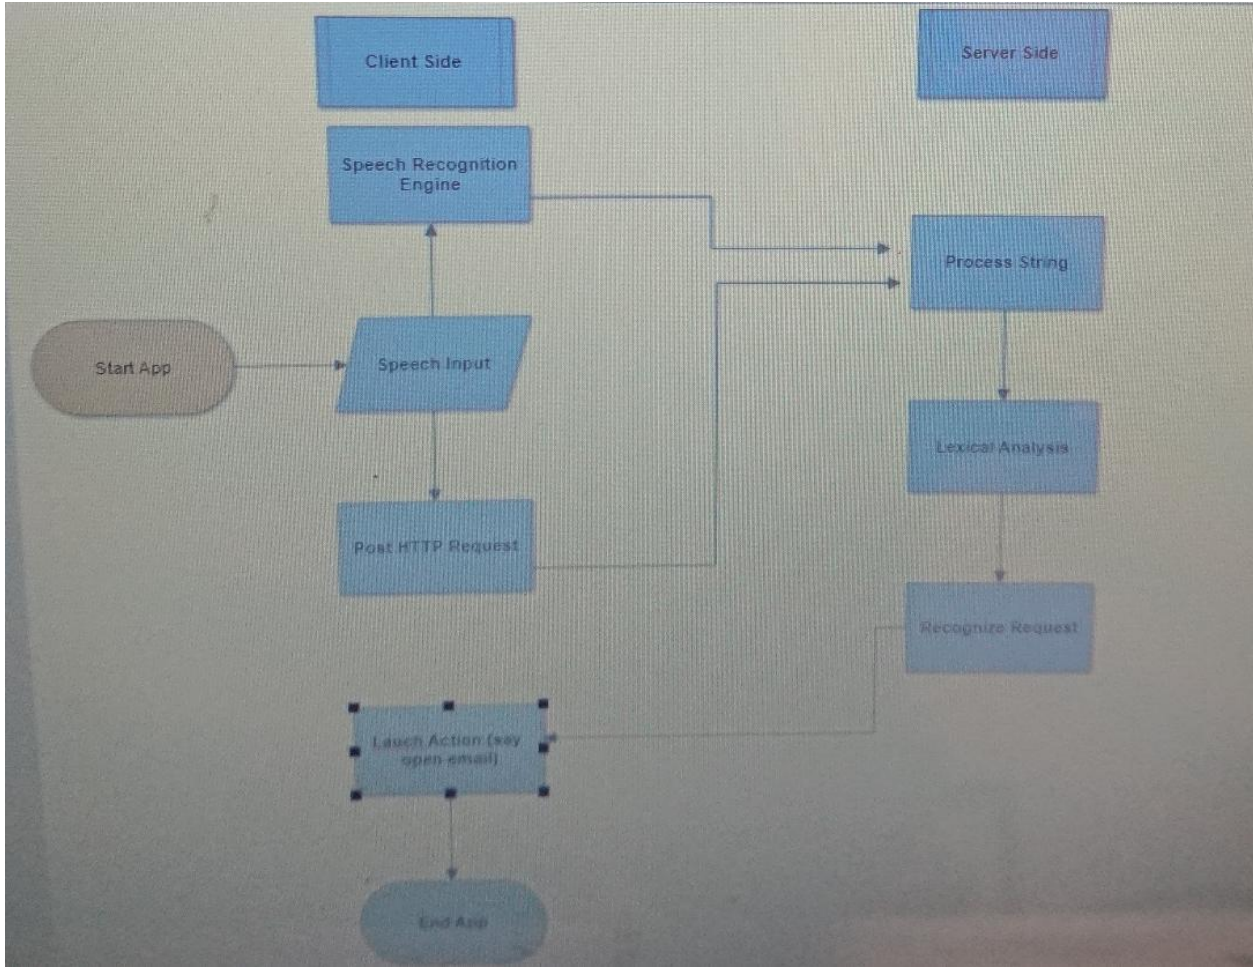 Client Side
Server Side
Speech Recognition
Engine
Process String
Start App
Speech Input
Lexical Analysis
Post HTTP Request
Recognize Request
Lauch Action (say
open email)
End App